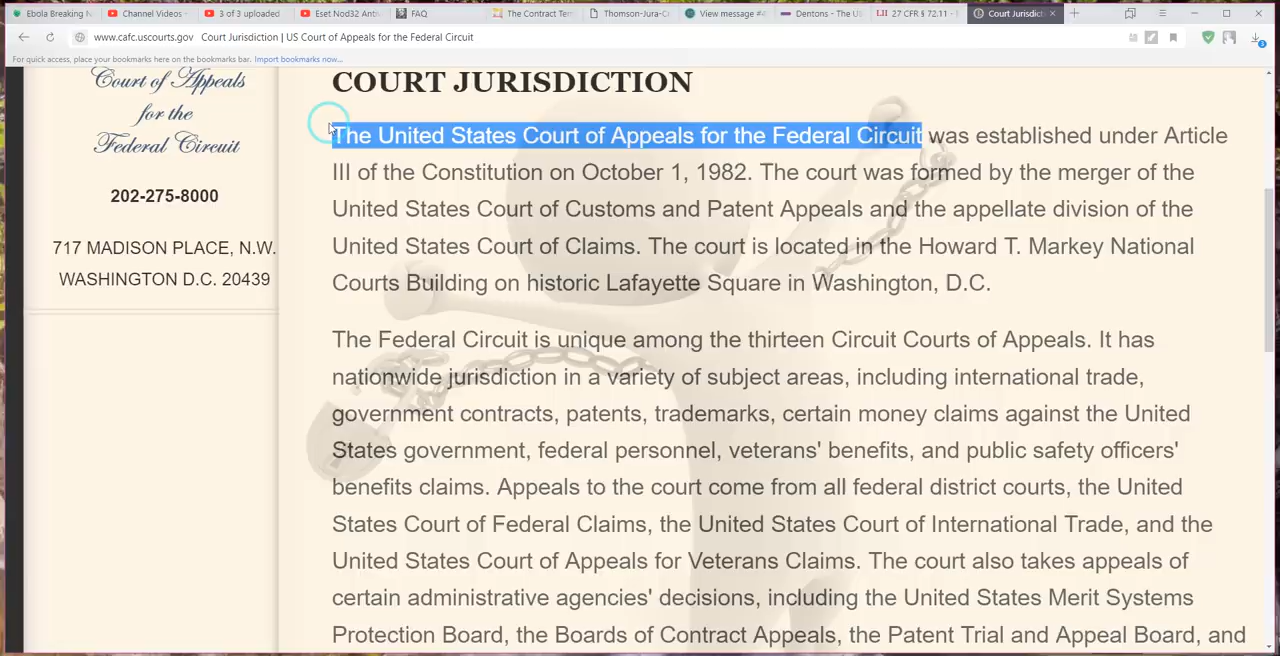 Ebola Breaking N
Channel Videos -
3 of 3 uploaded
Eset Nod32 Anti
FAQ
The Contract Ter
Thomson-Jura-C
View message #
Dentons - The U
27 CFR § 72.11 -
Court Jurisdicti
www.cafc.uscourts.gov Court Jurisdiction | US Court of Appeals for the Federal Circuit
For quick access, place your bookmarks here on the bookmarks bar. Import bookmarks now...
Court of Appeals
for the
Federal Circuit
202-275-8000
717 MADISON PLACE, N.W.
WASHINGTON D.C. 20439
COURT JURISDICTION
The United States Court of Appeals for the Federal Circuit was established under Article
III of the Constitution on October 1, 1982. The court was formed by the merger of the
United States Court of Customs and Patent Appeals and the appellate division of the
United States Court of Claims. The court is located in the Howard T. Markey National
Courts Building on historic Lafayette Square in Washington, D.C.
The Federal Circuit is unique among the thirteen Circuit Courts of Appeals. It has
nationwide jurisdiction in a variety of subject areas, including international trade,
government contracts, patents, trademarks, certain money claims against the United
States government, federal personnel, veterans' benefits, and public safety officers'
benefits claims. Appeals to the court come from all federal district courts, the United
States Court of Federal Claims, the United States Court of International Trade, and the
United States Court of Appeals for Veterans Claims. The court also takes appeals of
certain administrative agencies' decisions, including the United States Merit Systems
Protection Board, the Boards of Contract Appeals, the Patent Trial and Appeal Board, and